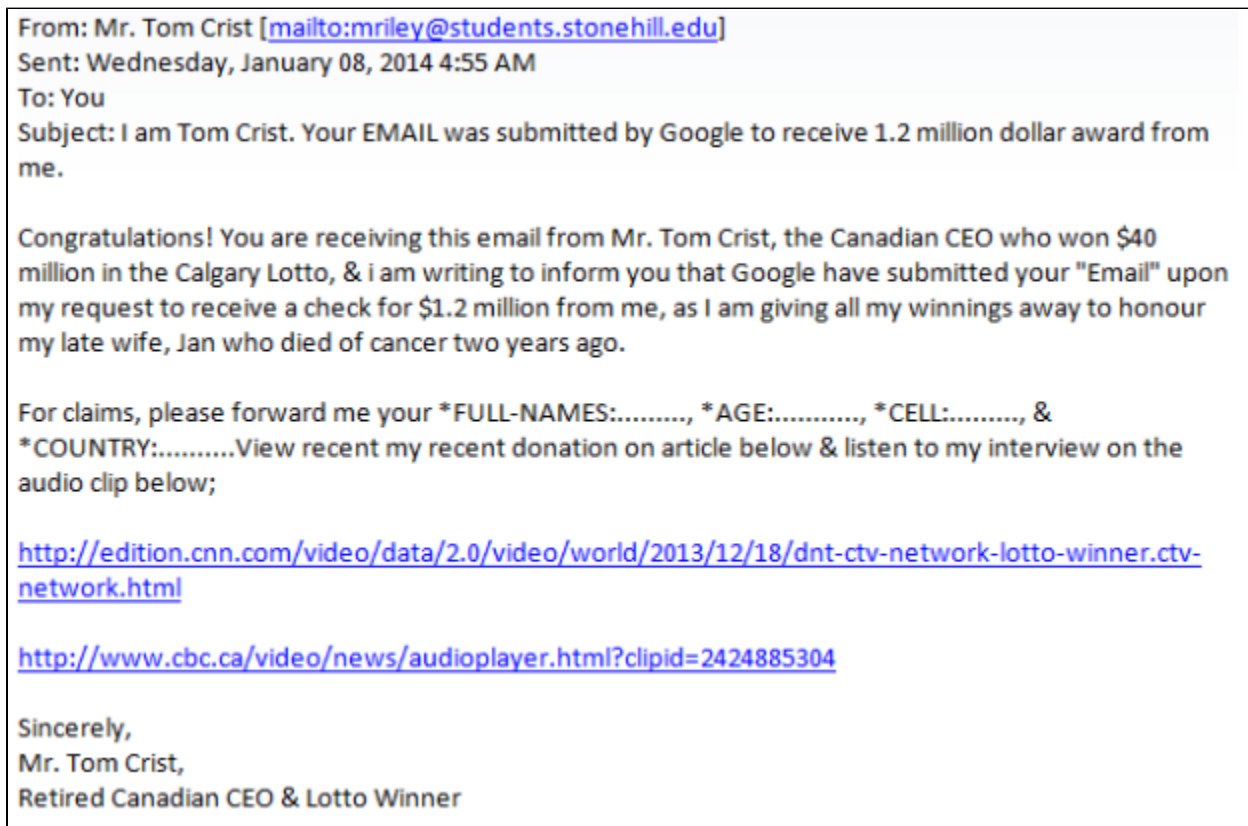 From: Mr. Tom Crist [mailto:mriley@students.stonehill.edu]
Sent: Wednesday, January 08, 2014 4:55 AM
To: You
Subject: I am Tom Crist. Your EMAIL was submitted by Google to receive 1.2 million dollar award from
me.
Congratulations! You are receiving this email from Mr. Tom Crist, the Canadian CEO who won $40
million in the Calgary Lotto, & i am writing to inform you that Google have submitted your "Email" upon
my request to receive a check for $1.2 million from me, as I am giving all my winnings away to honour
my late wife, Jan who died of cancer two years ago.
For claims, please forward me your *FULL-NAMES:........., *AGE:..........., *CELL:........., &
*COUNTRY:..........View recent my recent donation on article below & listen to my interview on the
audio clip below;
http://edition.cnn.com/video/data/2.0/video/world/2013/12/18/dnt-ctv-network-lotto-winner.ctv-
network.html
http://www.cbc.ca/video/news/audioplayer.html?clipid=2424885304
Sincerely,
Mr. Tom Crist,
Retired Canadian CEO & Lotto Winner